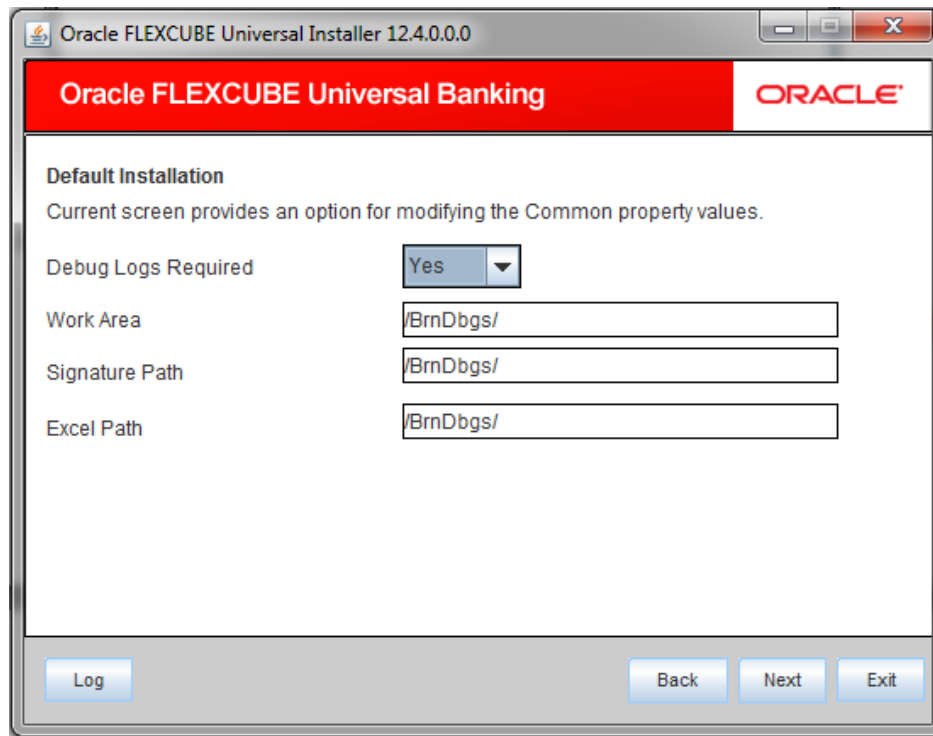 Oracle FLEXCUBE Universal Installer 12.4.0.0.0
Oracle FLEXCUBE Universal Banking
ORACLE
Default Installation
Current screen provides an option for modifying the Common property values.
Debug Logs Required Yes
Work Area /BrnDbgs/
Signature Path /BrnDbgs/
Excel Path /BrnDbgs/
Log Back Next Exit